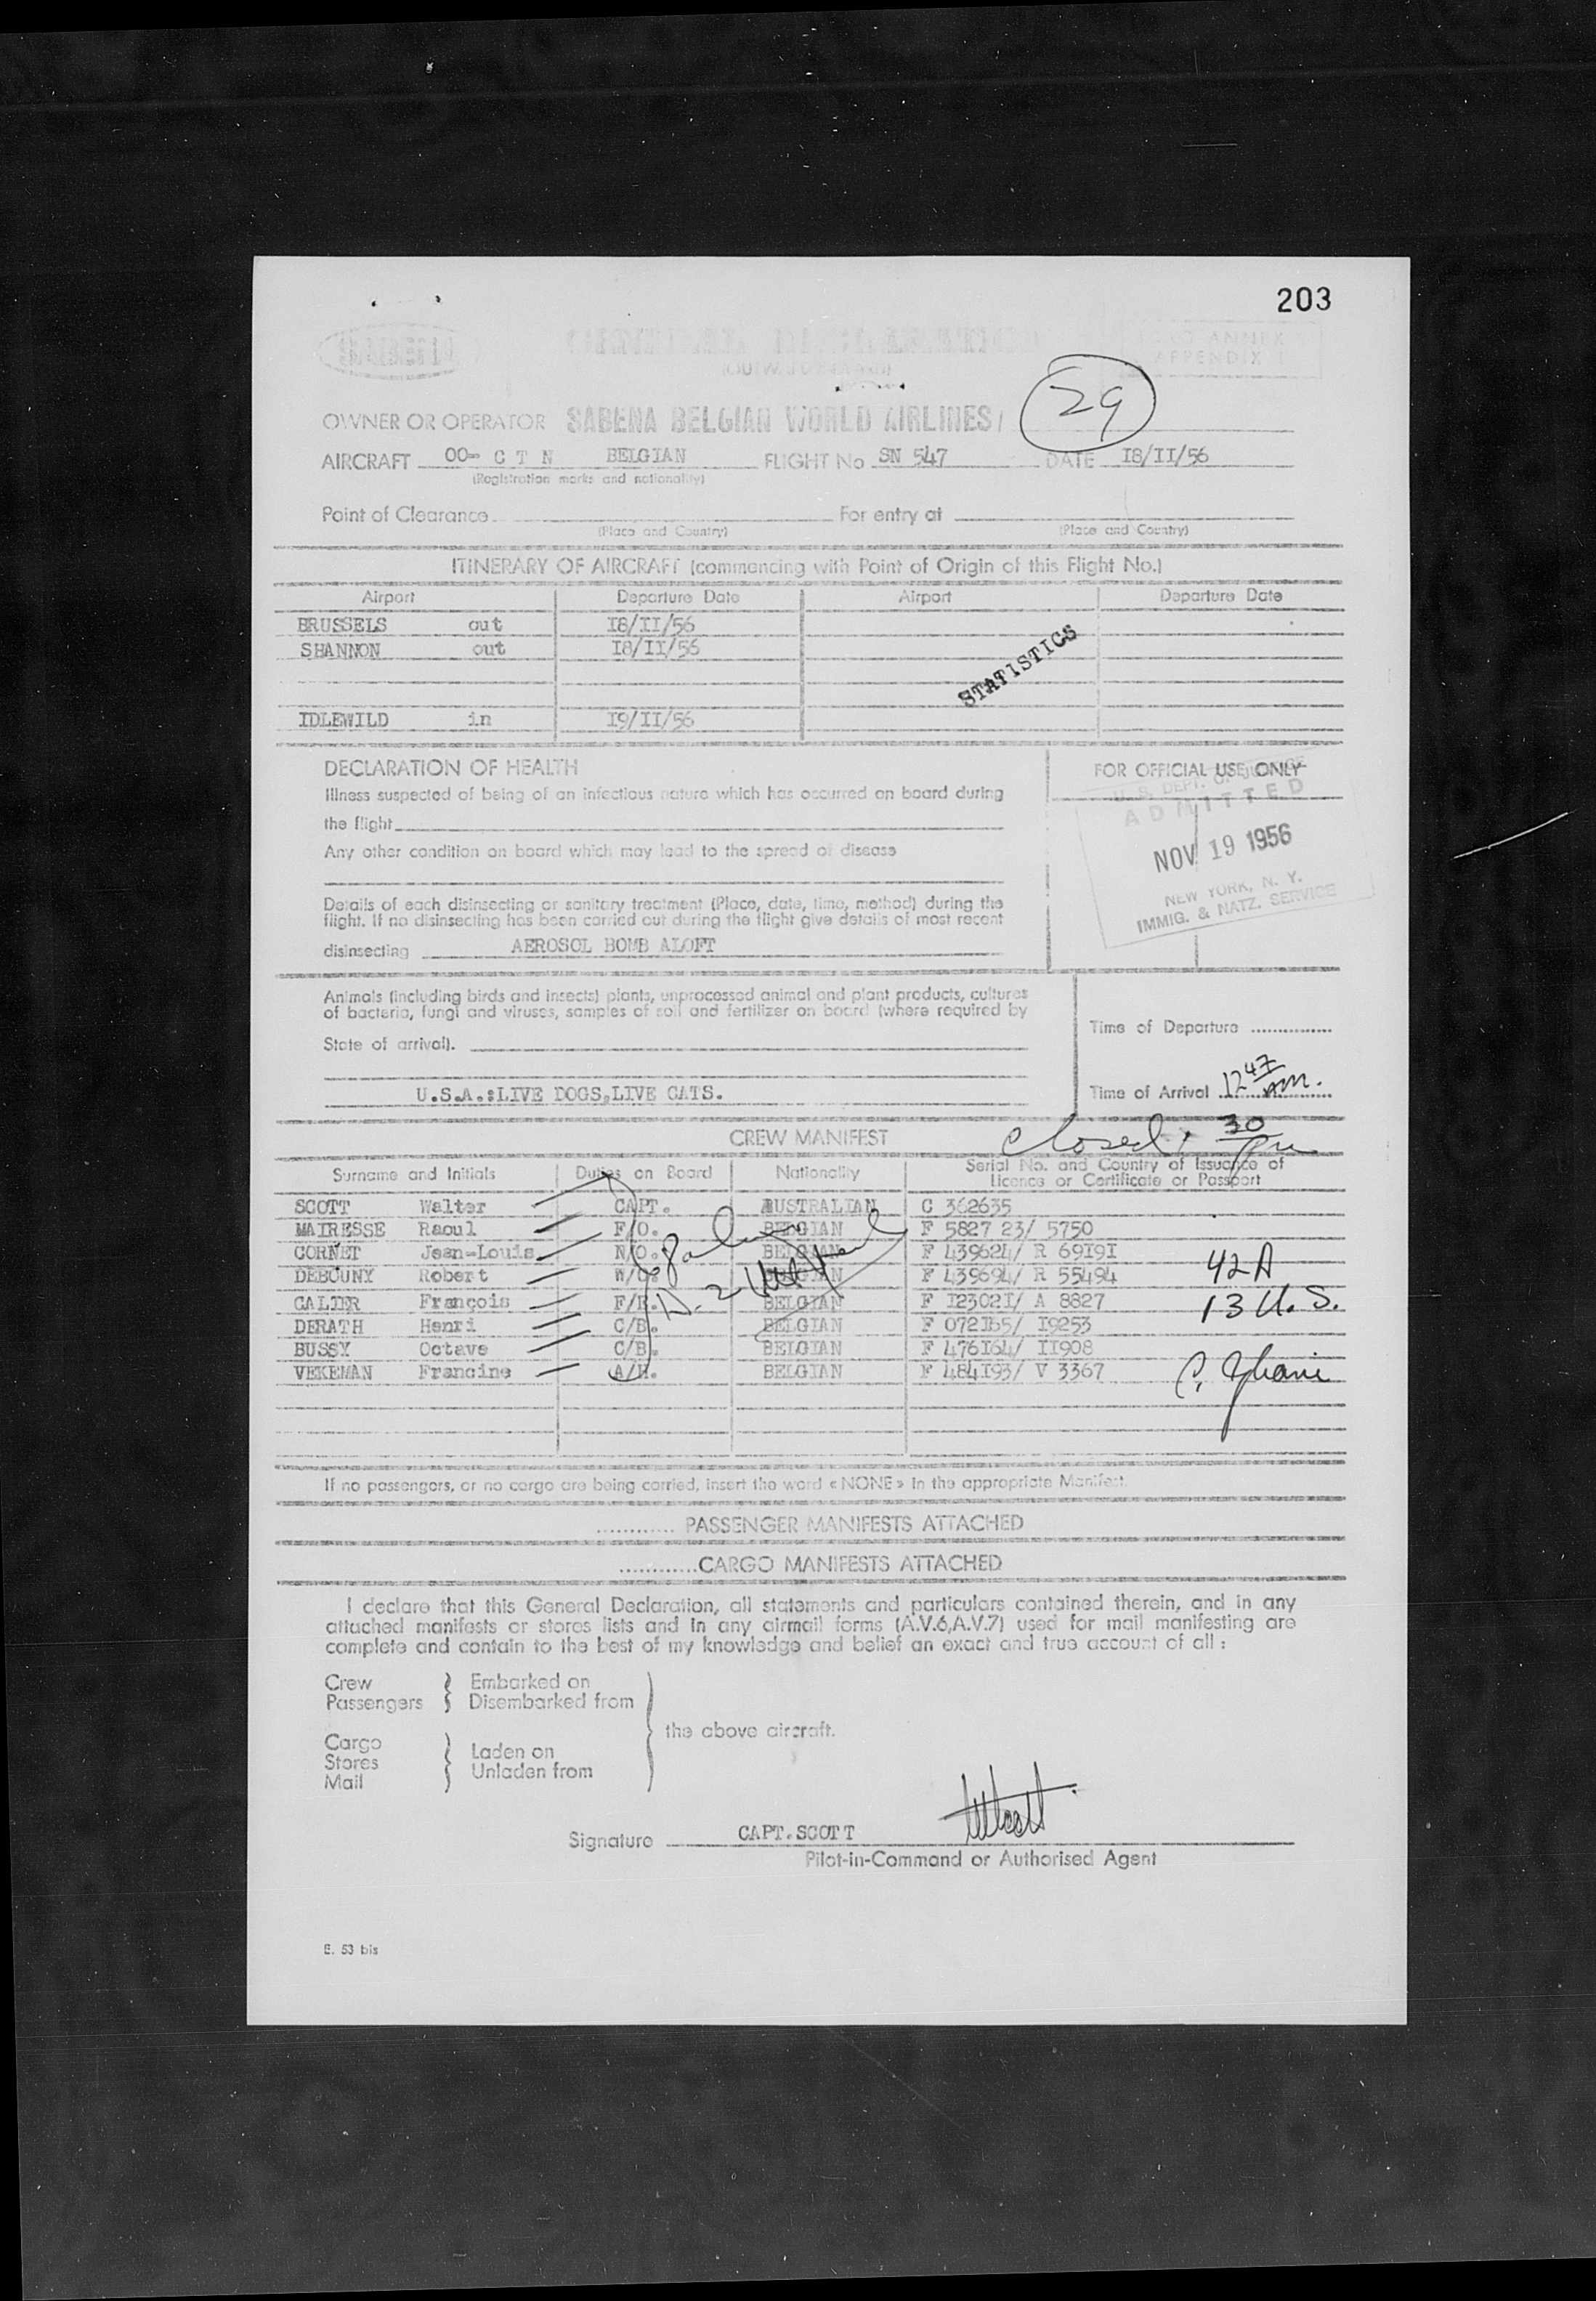 203
SABENA
GENERAL DECLARATION
(OUTWARD/INWARD)
ANNEX
APPENDIX 1
29
OWNER OR OPERATOR SABENA BELGIAN WORLD AIRLINES/
AIRCRAFT OO- C T N BELGIAN FLIGHT No SN 547 DATE I8/II/56
(Registration marks and nationality)
Point of Clearance For entry at
(Place and Country) (Place and Country)
ITINERARY OF AIRCRAFT (commencing with Point of Origin of this Flight No.)
Airport Departure Date Airport Departure Date
BRUSSELS out I8/II/56
SHANNON out I8/II/56
STATISTICS
IDLEWILD in I9/II/56
DECLARATION OF HEALTH
Illness suspected of being of an infectious nature which has occurred on board during
the flight
Any other condition on board which may lead to the spread of disease
Details of each disinsecting or sanitary treatment (Place, date, time, method) during the
flight. If no disinsecting has been carried out during the flight give details of most recent
disinsecting AEROSOL BOMB ALOFT
FOR OFFICIAL USE ONLY
U. S. DEPT. OF JUSTICE
ADMITTED
NOV 19 1956
NEW YORK, N. Y.
IMMIG. & NATZ. SERVICE
Animals (including birds and insects) plants, unprocessed animal and plant products, cultures
of bacteria, fungi and viruses, samples of soil and fertilizer on board (where required by
State of arrival).
U.S.A.:LIVE DOGS,LIVE CATS.
Time of Departure ...............
Time of Arrival 12 47 AM.
Closed 30
CREW MANIFEST
Surname and Initials Duties on Board Nationality Serial No. and Country of Issuance of
Licence or Certificate or Passport
SCOTT Walter CAPT. AUSTRALIAN C 362635
MAIRESSE Raoul F/O. BELGIAN F 5827 23/ 5750
CORNET Jean-Louis N/O. BELGIAN F 439624/ R 69I9I
DEBOUNY Robert W/O. BELGIAN F 439694/ R 55494
CALIER François F/E. BELGIAN F I2302I/ A 8827
DERATH Henri C/B. BELGIAN F 072I65/ I9253
BUSSY Octave C/B. BELGIAN F 476I64/ II908
VEKEMAN Francine A/H. BELGIAN F 484I93/ V 3367
42A
13 U.S.
If no passengers, or no cargo are being carried, insert the word « NONE » in the appropriate Manifest.
............ PASSENGER MANIFESTS ATTACHED
............CARGO MANIFESTS ATTACHED
I declare that this General Declaration, all statements and particulars contained therein, and in any
attached manifests or stores lists and in any airmail forms (A.V.6,A.V.7) used for mail manifesting are
complete and contain to the best of my knowledge and belief an exact and true account of all :
Crew Embarked on
Passengers Disembarked from
the above aircraft.
Cargo
Stores Laden on
Mail Unladen from
Signature CAPT.SCOTT WScott
Pilot-in-Command or Authorised Agent
E. 53 bis